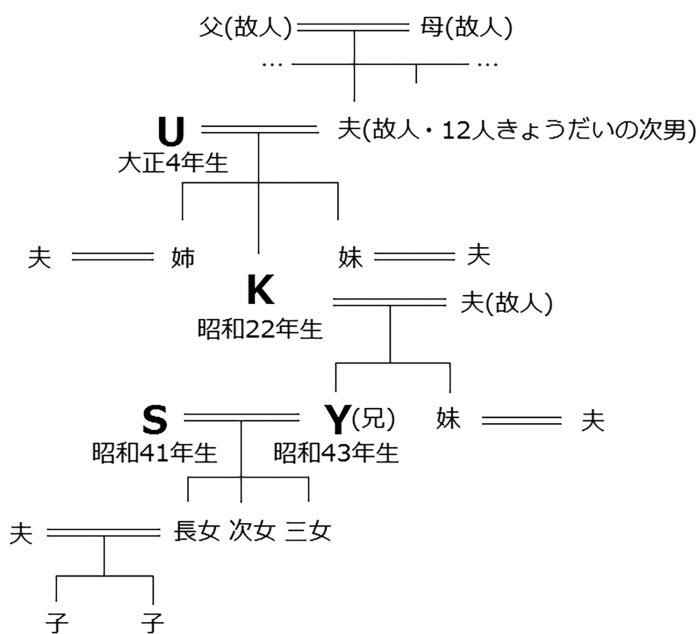 父(故人) 母(故人)
… …
U 夫(故人・12人きょうだいの次男)
大正4年生
夫 姉 妹 夫
K 夫(故人)
昭和22年生
S Y(兄) 妹 夫
昭和41年生 昭和43年生
夫 長女 次女 三女
子 子